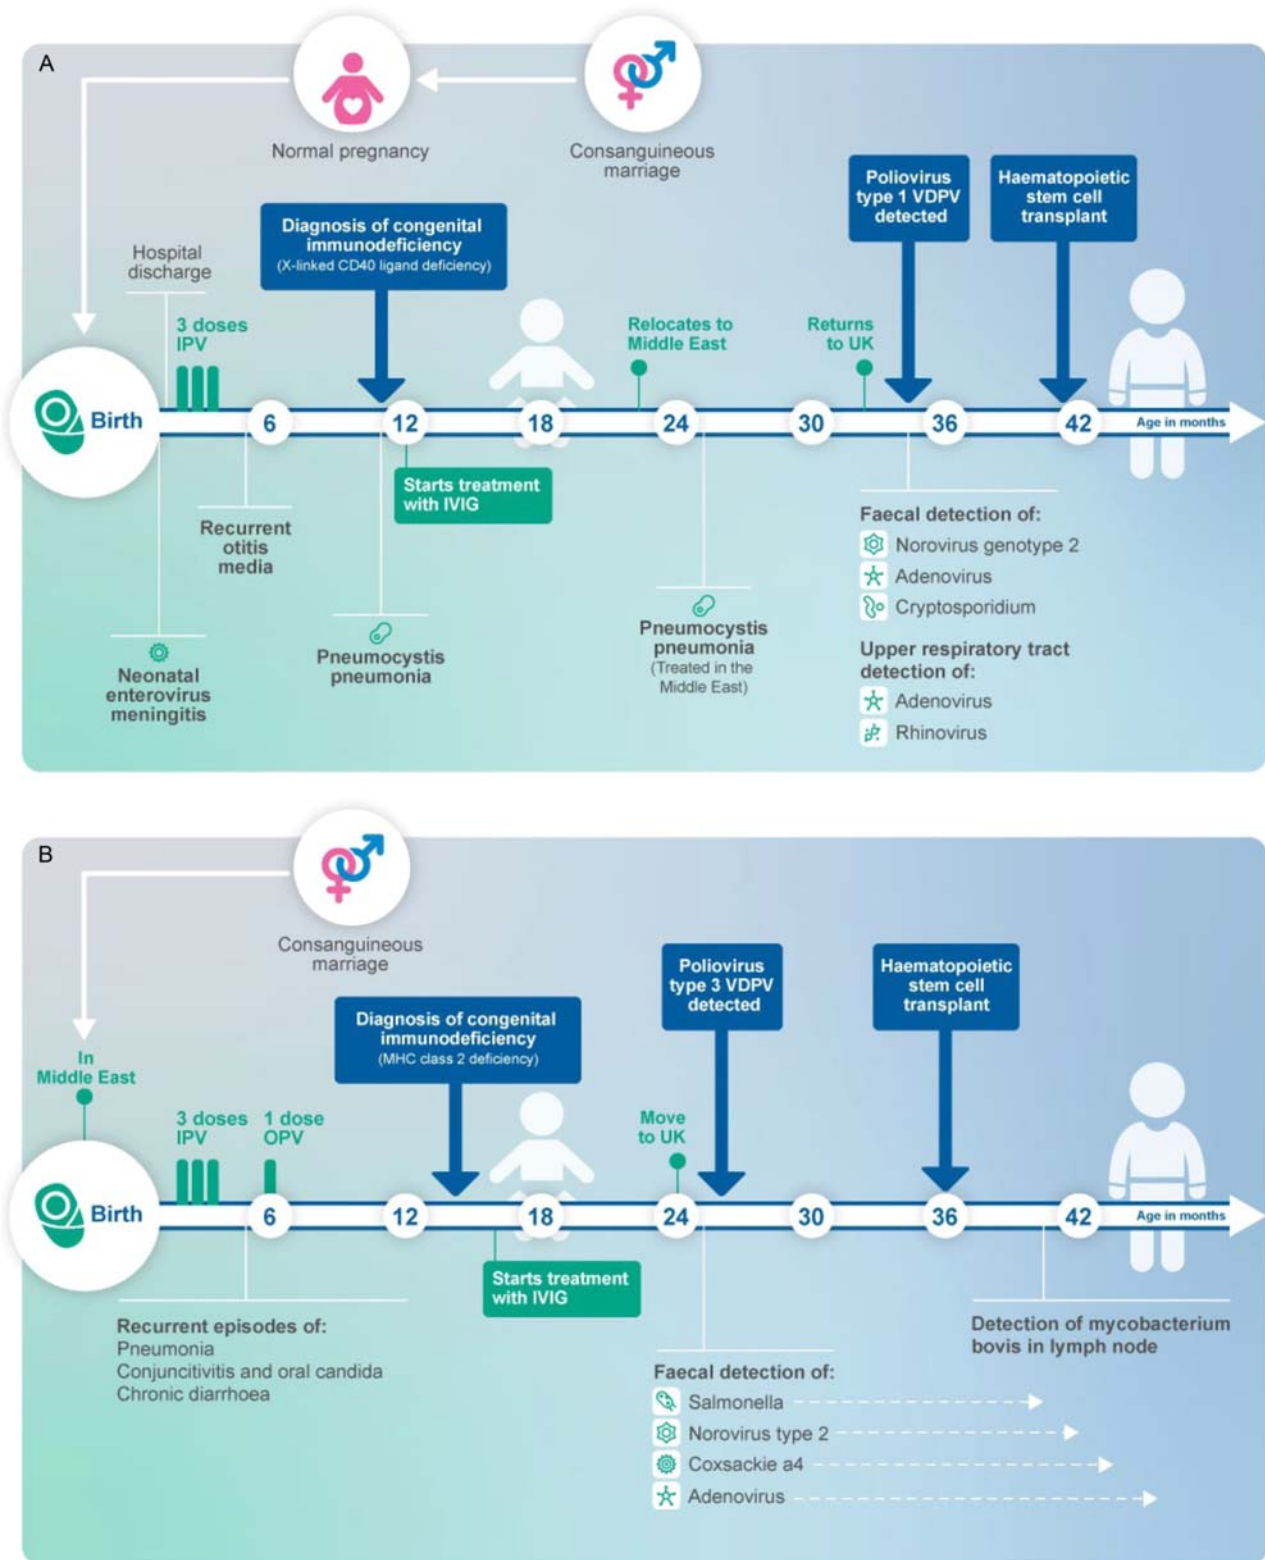 A
Normal pregnancy
Consanguineous
marriage
Poliovirus
type 1 VDPV
detected
Haematopoietic
stem cell
transplant
Diagnosis of congenital
immunodeficiency
(X-linked CD40 ligand deficiency)
Hospital
discharge
3 doses
IPV
Relocates to
Middle East
Returns
to UK
Birth
6
12
18
24
30
36
42
Age in months
Starts treatment
with IVIG
Recurrent
otitis
media
Neonatal
enterovirus
meningitis
Pneumocystis
pneumonia
Pneumocystis
pneumonia
(Treated in the
Middle East)
Faecal detection of:
Norovirus genotype 2
Adenovirus
Cryptosporidium
Upper respiratory tract
detection of:
Adenovirus
Rhinovirus
B
Consanguineous
marriage
Poliovirus
type 3 VDPV
detected
Haematopoietic
stem cell
transplant
Diagnosis of congenital
immunodeficiency
(MHC class 2 deficiency)
In
Middle East
3 doses
IPV
1 dose
OPV
Move
to UK
Birth
6
12
18
24
30
36
42
Age in months
Starts treatment
with IVIG
Recurrent episodes of:
Pneumonia
Conjuncitivitis and oral candida
Chronic diarrhoea
Faecal detection of:
Salmonella
Norovirus type 2
Coxsackie a4
Adenovirus
Detection of mycobacterium
bovis in lymph node